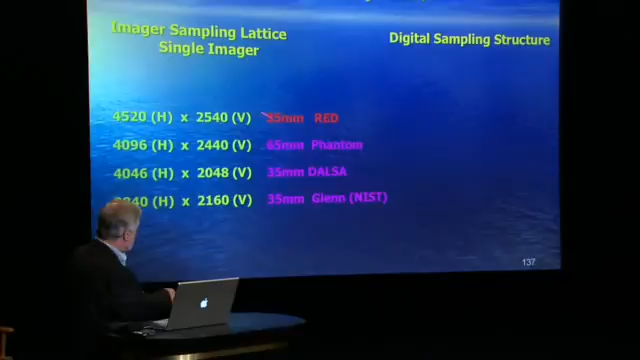 Imager Sampling Lattice
Single Imager
Digital Sampling Structure
4520 (H) x 2540 (V) 35mm RED
4096 (H) x 2440 (V) 65mm Phantom
4046 (H) x 2048 (V) 35mm DALSA
(H) x 2160 (V) 35mm Glenn (NIST)
137